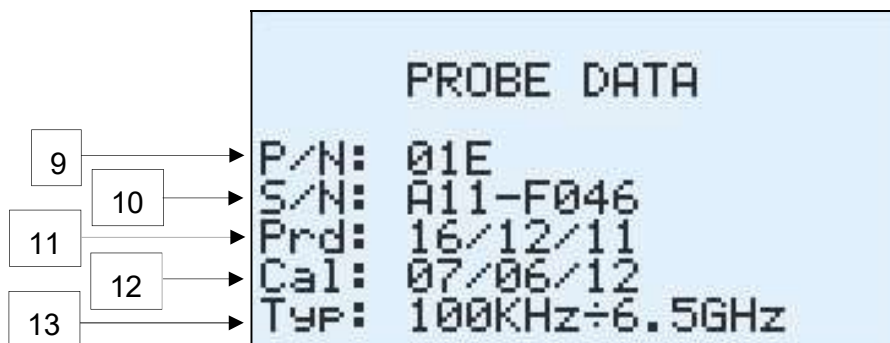 PROBE DATA
9 P/N: 01E
10 S/N: A11-F046
11 Prd: 16/12/11
12 Cal: 07/06/12
13 Typ: 100KHz÷6.5GHz